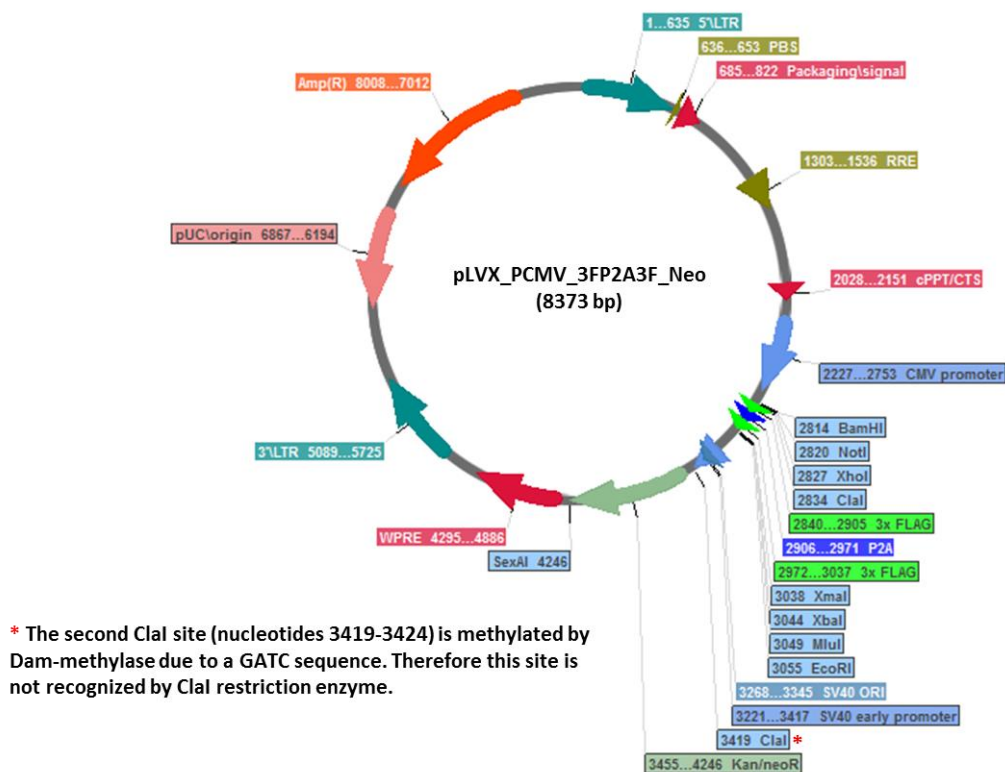 1...635 5'\LTR
636...653 PBS
685...822 Packaging\signal
Amp(R) 8008...7012
1303...1536 RRE
pUC\origin 6867...6194
pLVX_PCMV_3FP2A3F_Neo
(8373 bp)
2028...2151 cPPT/CTS
2227...2753 CMV promoter
2814 BamHI
2820 NotI
2827 XhoI
2834 ClaI
2840...2905 3x FLAG
3'\LTR 5089...5725
WPRE 4295...4886
2906...2971 P2A
SexAI 4246
2972...3037 3x FLAG
3038 XmaI
3044 XbaI
3049 MluI
3055 EcoRI
3268...3345 SV40 ORI
3221...3417 SV40 early promoter
3419 ClaI *
3455...4246 Kan/neoR
* The second ClaI site (nucleotides 3419-3424) is methylated by
Dam-methylase due to a GATC sequence. Therefore this site is
not recognized by ClaI restriction enzyme.